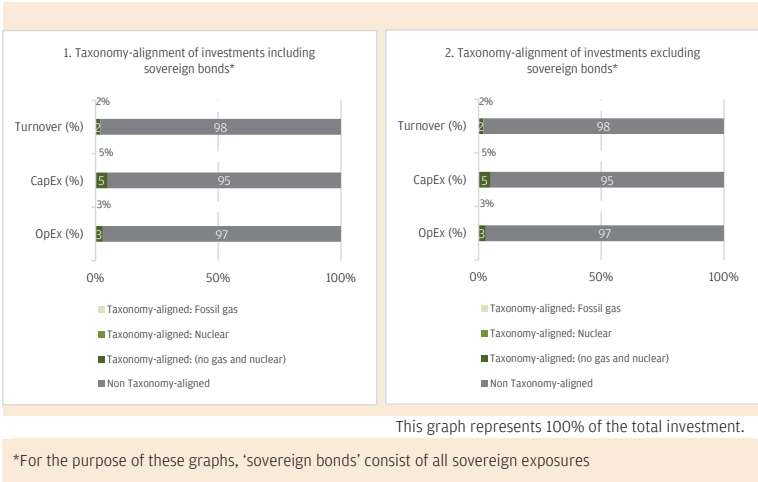 1. Taxonomy-alignment of investments including
sovereign bonds*
2%
Turnover (%)
2
98
5%
CapEx (%)
5
95
3%
OpEx (%)
3
97
0%
50%
100%
Taxonomy-aligned: Fossil gas
Taxonomy-aligned: Nuclear
Taxonomy-aligned: (no gas and nuclear)
Non Taxonomy-aligned
2. Taxonomy-alignment of investments excluding
sovereign bonds*
2%
Turnover (%)
2
98
5%
CapEx (%)
5
95
3%
OpEx (%)
3
97
0%
50%
100%
Taxonomy-aligned: Fossil gas
Taxonomy-aligned: Nuclear
Taxonomy-aligned: (no gas and nuclear)
Non Taxonomy-aligned
This graph represents 100% of the total investment.
*For the purpose of these graphs, ‘sovereign bonds’ consist of all sovereign exposures